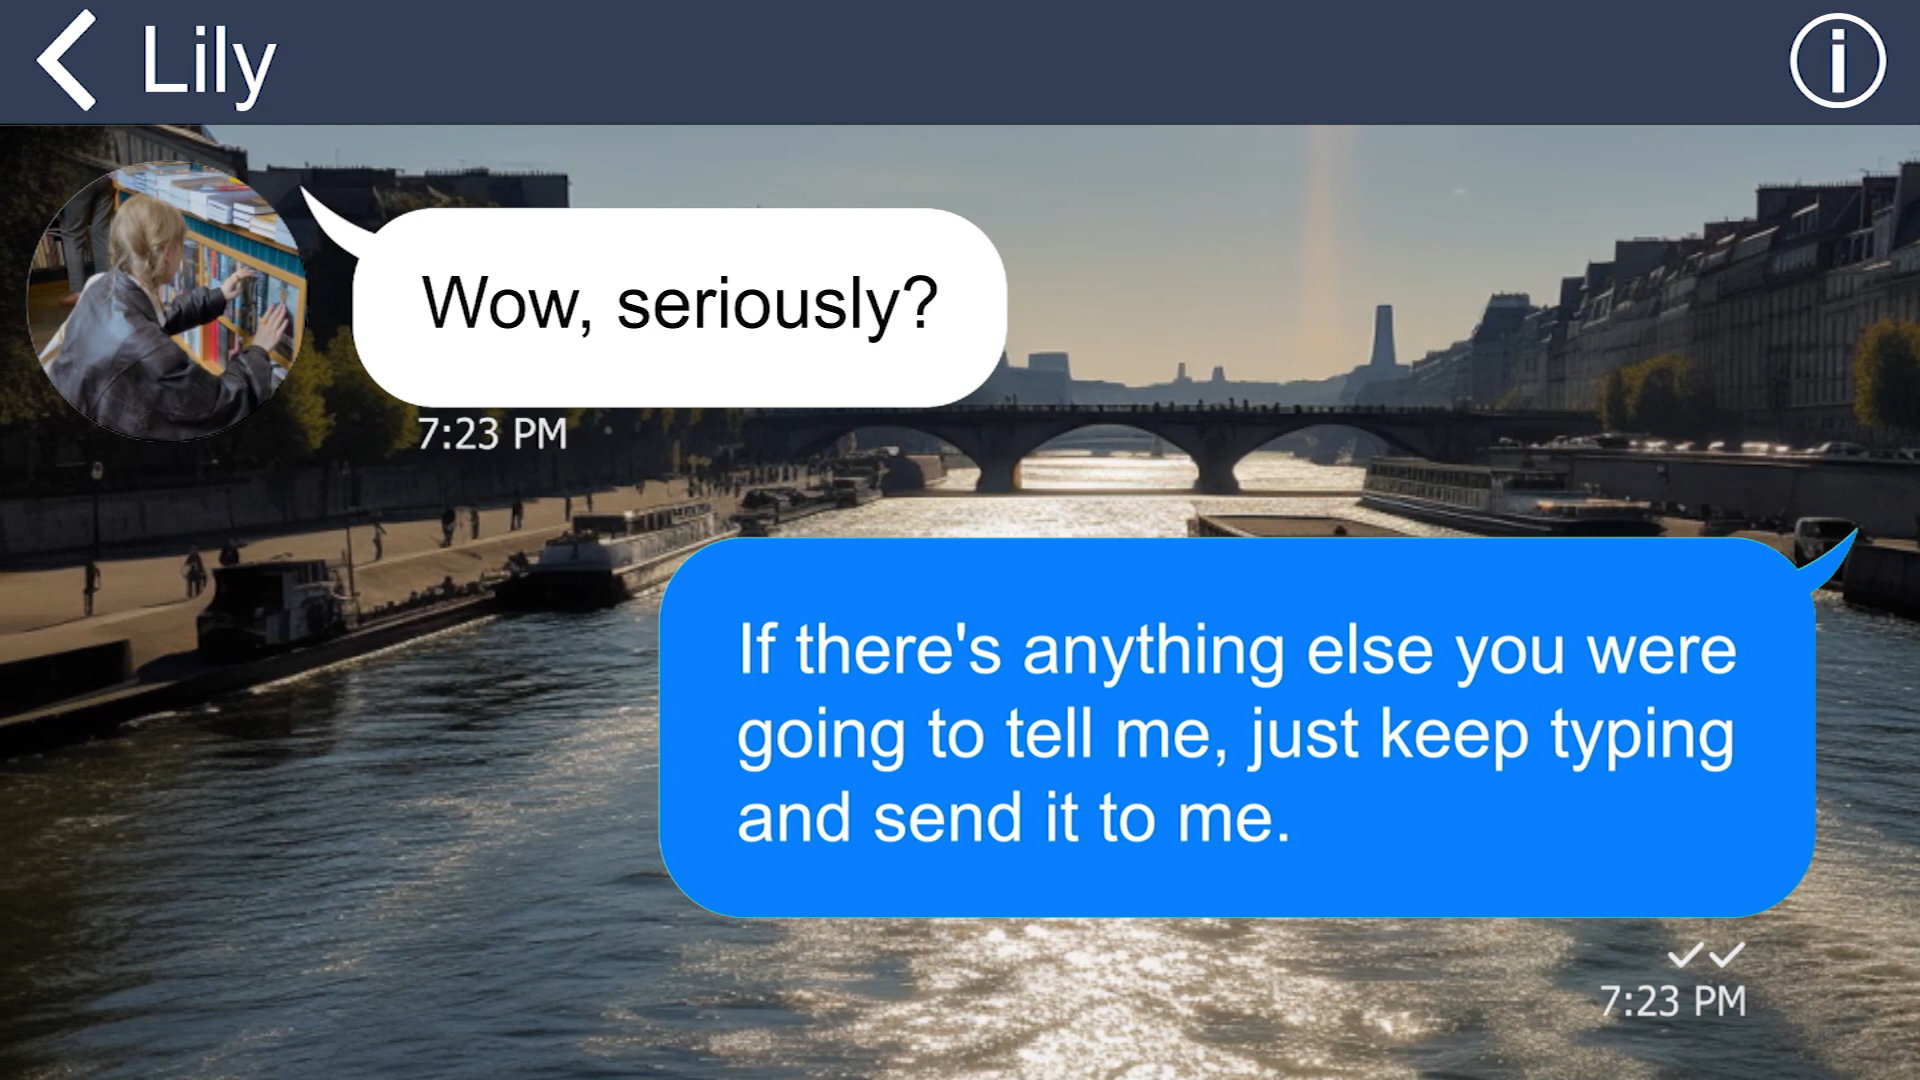 Lily
Wow, seriously?
7:23 PM
If there's anything else you were
going to tell me, just keep typing
and send it to me.
7:23 PM